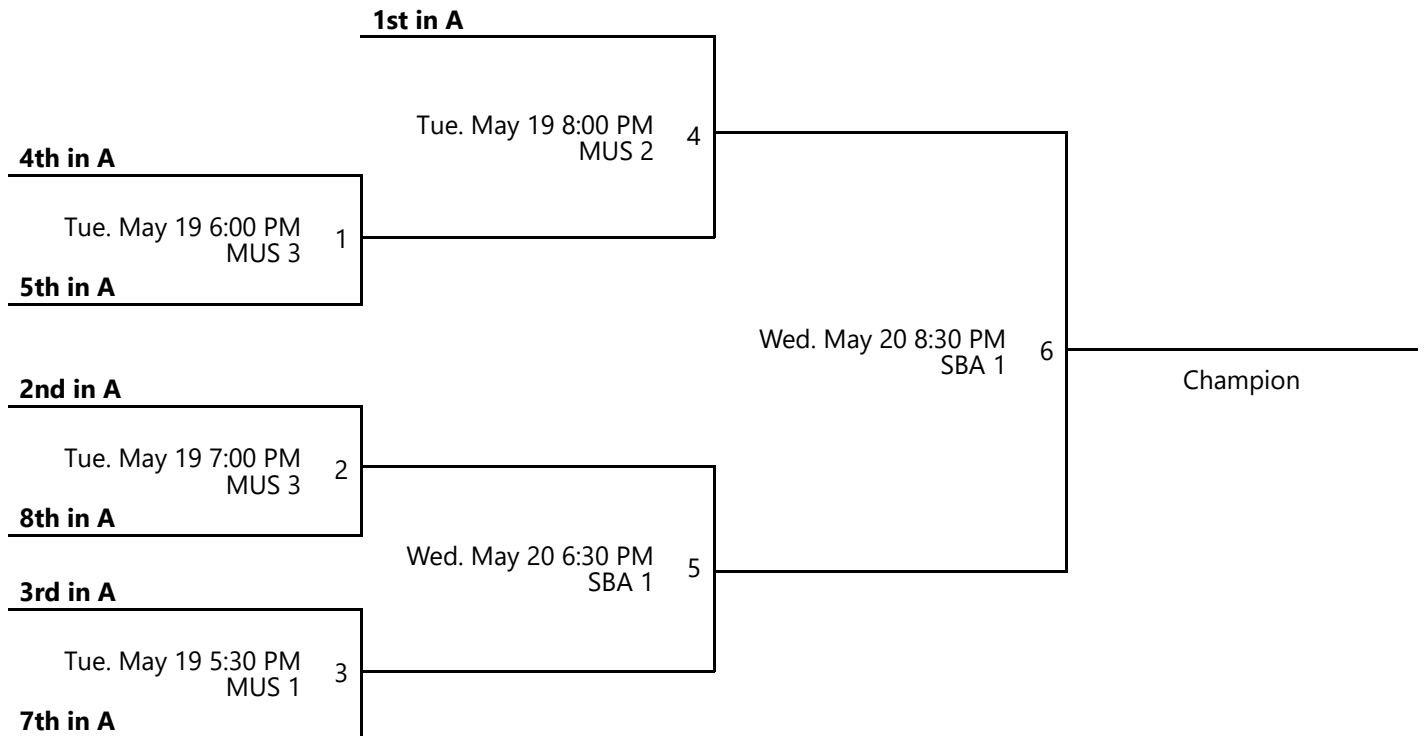 1st in A
Tue. May 19 8:00 PM
MUS 2
4
4th in A
Tue. May 19 6:00 PM
MUS 3
1
5th in A
Wed. May 20 8:30 PM
SBA 1
6
Champion
2nd in A
Tue. May 19 7:00 PM
MUS 3
2
8th in A
Wed. May 20 6:30 PM
SBA 1
5
3rd in A
Tue. May 19 5:30 PM
MUS 1
3
7th in A